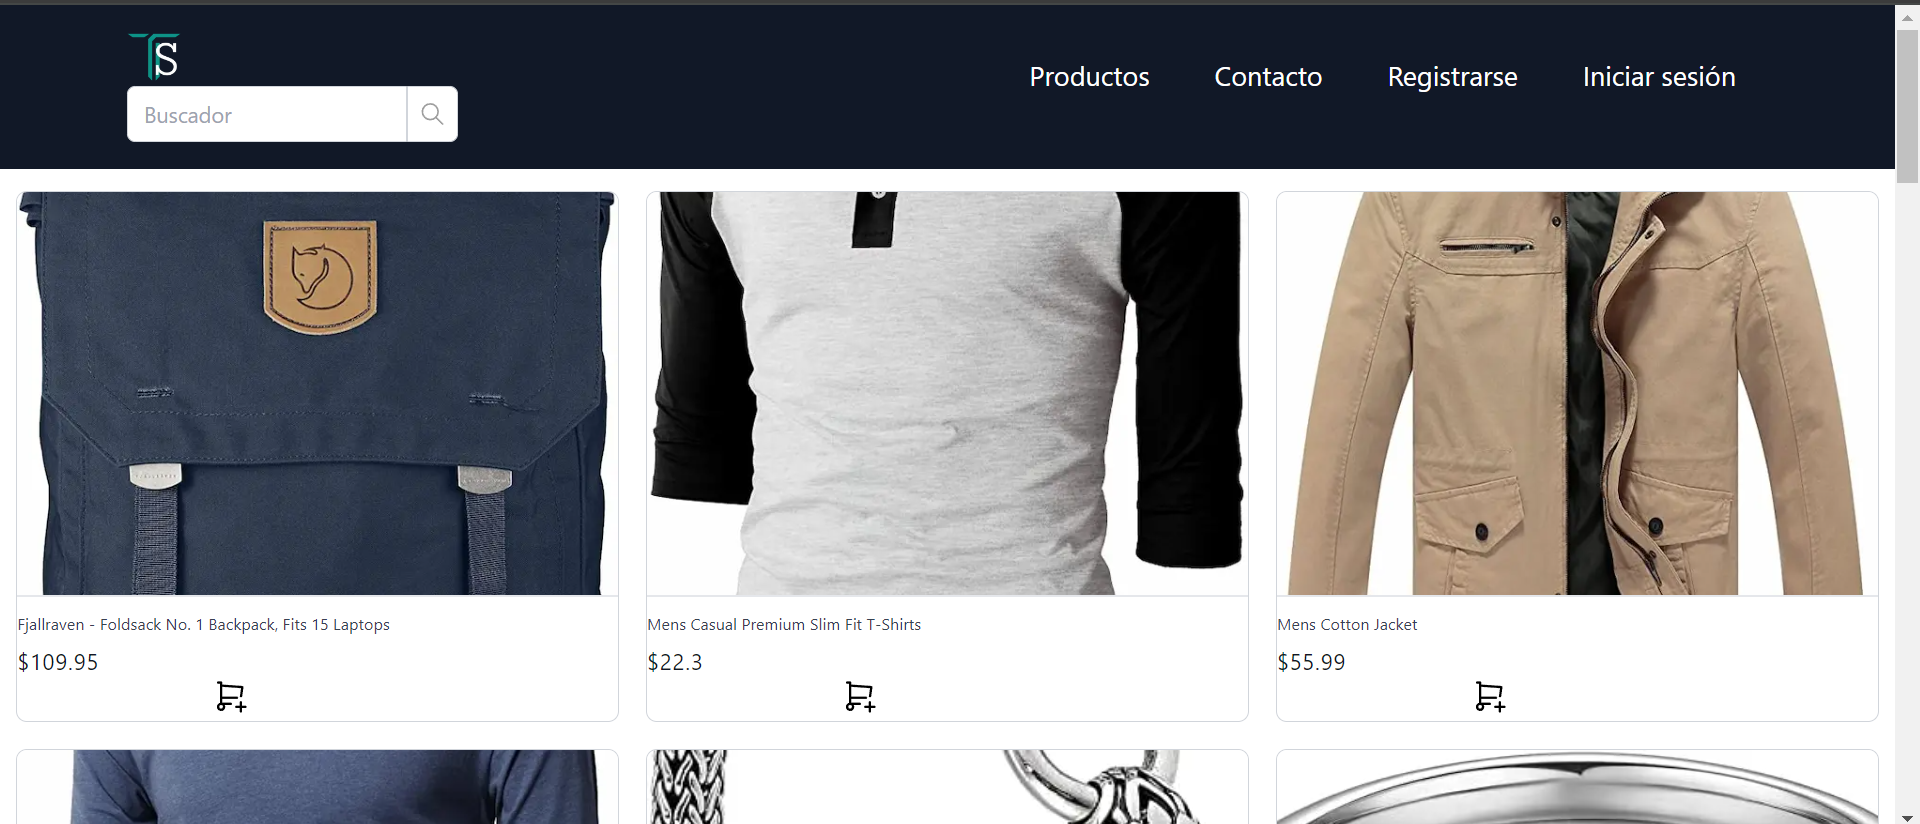 TS
Buscador
Productos Contacto Registrarse Iniciar sesión
Fjallraven - Foldsack No. 1 Backpack, Fits 15 Laptops
$109.95
Mens Casual Premium Slim Fit T-Shirts
$22.3
Mens Cotton Jacket
$55.99